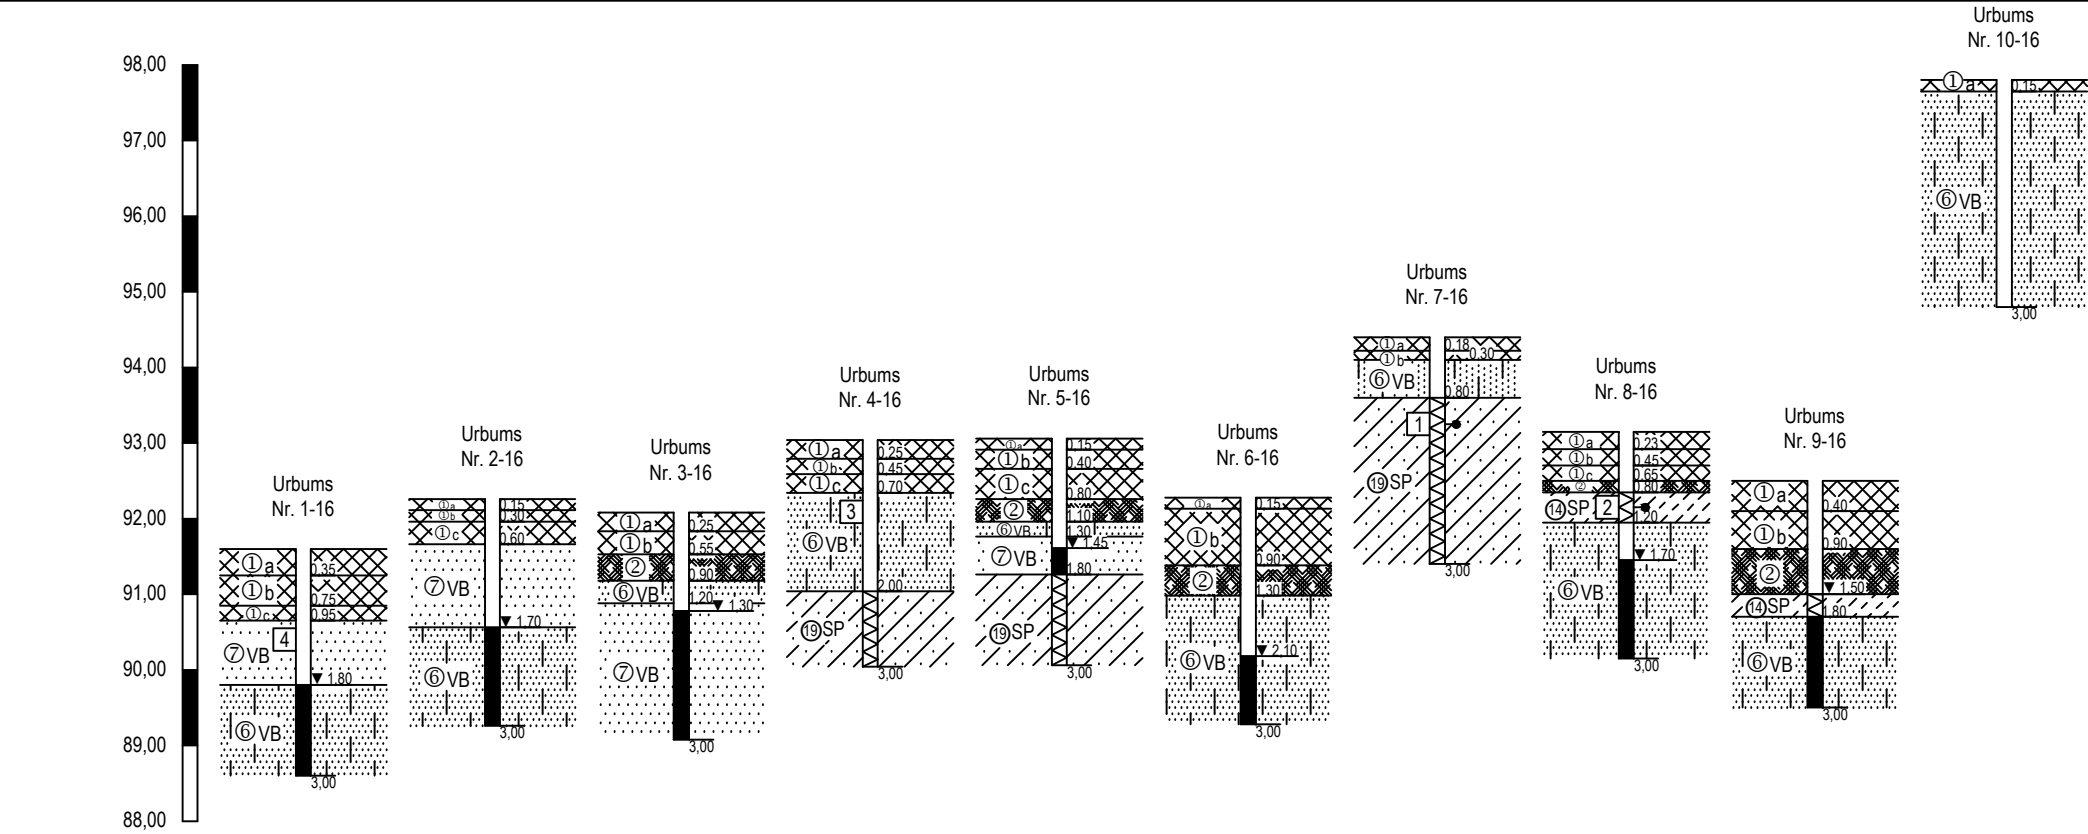 98,00
97,00
96,00
95,00
94,00
93,00
92,00
91,00
90,00
89,00
88,00
Urbums
Nr. 1-16
①a
0,35
①b
0,75
①c
0,95
4
⑦VB
1,80
⑥VB
3,00
Urbums
Nr. 2-16
①a
0,15
①b
0,30
①c
0,60
⑦VB
1,70
⑥VB
3,00
Urbums
Nr. 3-16
①a
0,25
①b
0,55
②
0,90
⑥VB
1,20
1,30
⑦VB
3,00
Urbums
Nr. 4-16
①a
0,25
①b
0,45
①c
0,70
3
⑥VB
2,00
⑲SP
3,00
Urbums
Nr. 5-16
①a
0,15
①b
0,40
①c
0,80
②
1,10
⑥VB
1,30
1,45
⑦VB
1,80
⑲SP
3,00
Urbums
Nr. 6-16
①a
0,15
①b
0,90
②
1,30
2,10
⑥VB
3,00
Urbums
Nr. 7-16
①a
0,18
①b
0,30
⑥VB
0,80
1
⑲SP
3,00
Urbums
Nr. 8-16
①a
0,23
①b
0,45
①c
0,65
②
0,80
⑭SP
2
1,20
1,70
⑥VB
3,00
Urbums
Nr. 9-16
①a
0,40
①b
0,90
②
1,50
⑭SP
1,80
⑥VB
3,00
Urbums
Nr. 10-16
①a
0,15
⑥VB
3,00